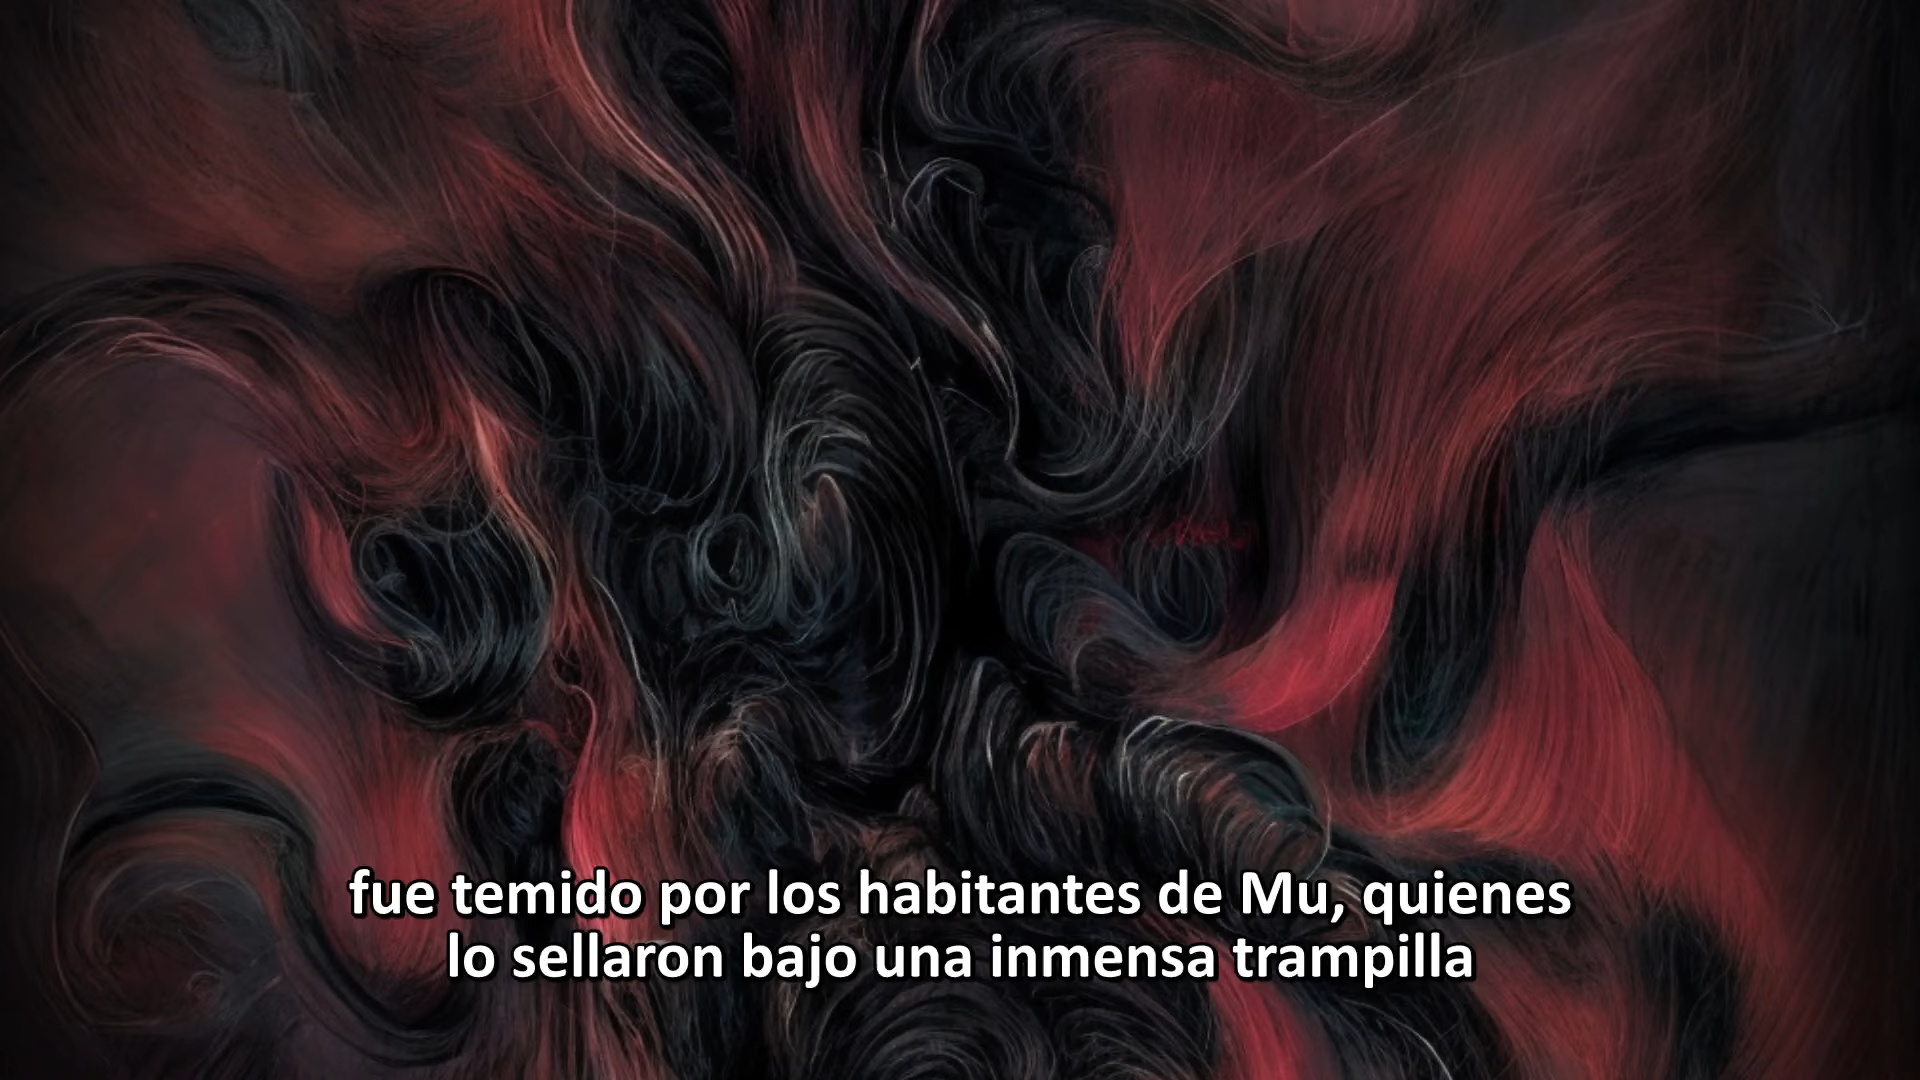 fue temido por los habitantes de Mu, quienes
lo sellaron bajo una inmensa trampilla